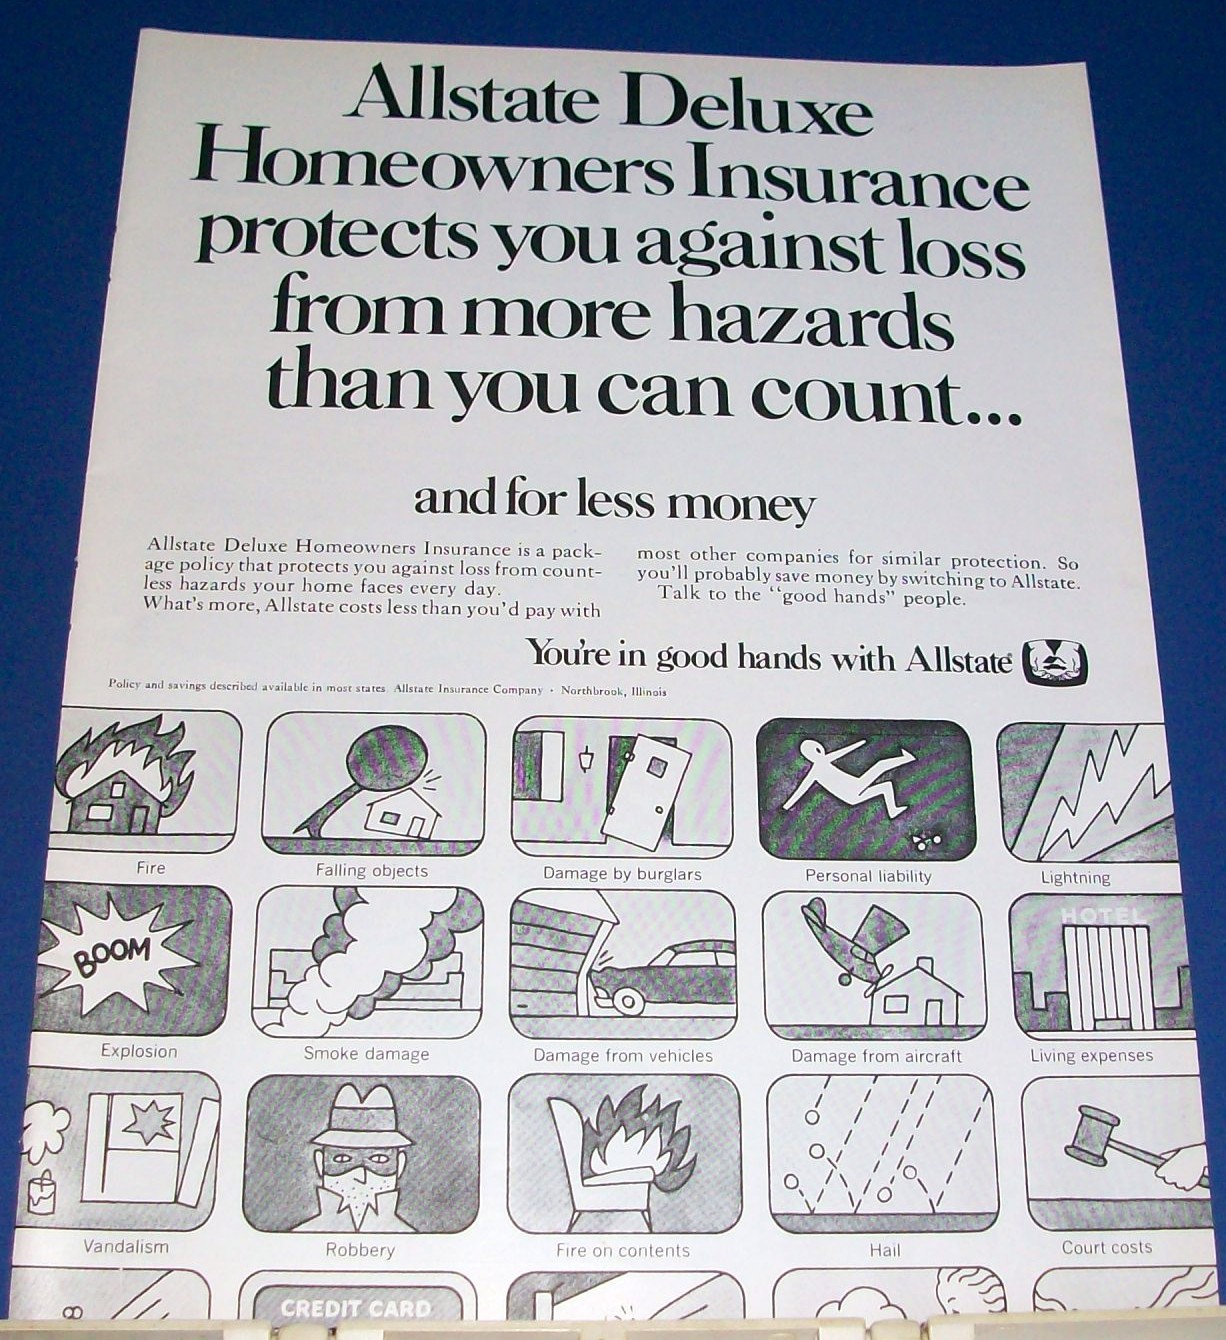 Allstate Deluxe
Homeowners Insurance
protects you against loss
from more hazards
than you can count...
and for less money
Allstate Deluxe Homeowners Insurance is a pack-
age policy that protects you against loss from count-
less hazards your home faces every day.
What's more, Allstate costs less than you'd pay with
most other companies for similar protection. So
you'll probably save money by switching to Allstate.
Talk to the "good hands" people.
You're in good hands with Allstate
Policy and savings described available in most states. Allstate Insurance Company · Northbrook, Illinois
Fire
Falling objects
Damage by burglars
Personal liability
Lightning
BOOM
HOTEL
Explosion
Smoke damage
Damage from vehicles
Damage from aircraft
Living expenses
Vandalism
Robbery
Fire on contents
Hail
Court costs
CREDIT CARD